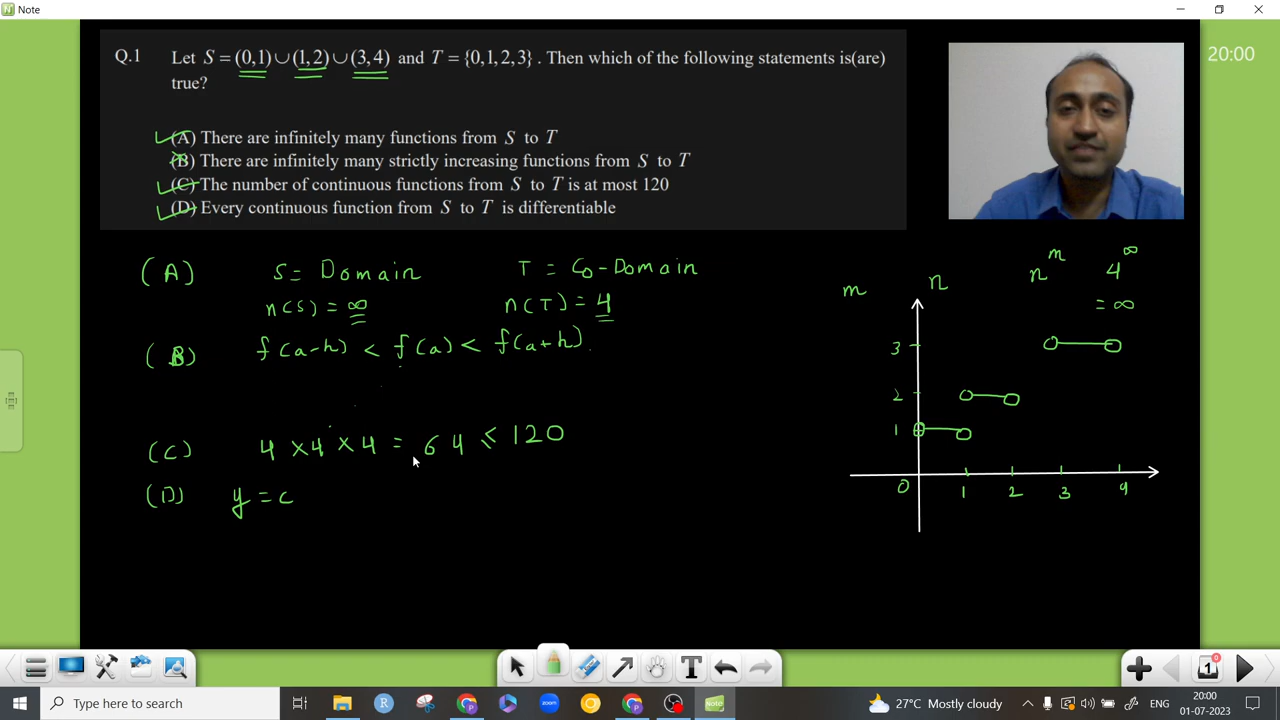 Note
Q.1 Let S = (0,1) ∪ (1,2) ∪ (3,4) and T = {0,1,2,3}. Then which of the following statements is(are)
true?
20:00
(A) There are infinitely many functions from S to T
(B) There are infinitely many strictly increasing functions from S to T
(C) The number of continuous functions from S to T is at most 120
(D) Every continuous function from S to T is differentiable
(A) S = Domain T = Co-Domain
n(S) = ∞ n(T) = 4
(B) f(a-h) < f(a) < f(a+h).
(C) 4 × 4 × 4 = 64 ≤ 120
(D) y = c
m n n^m 4^∞
= ∞
3
2
1
0 1 2 3 4
T
1
Type here to search
27°C Mostly cloudy
ENG
20:00
01-07-2023